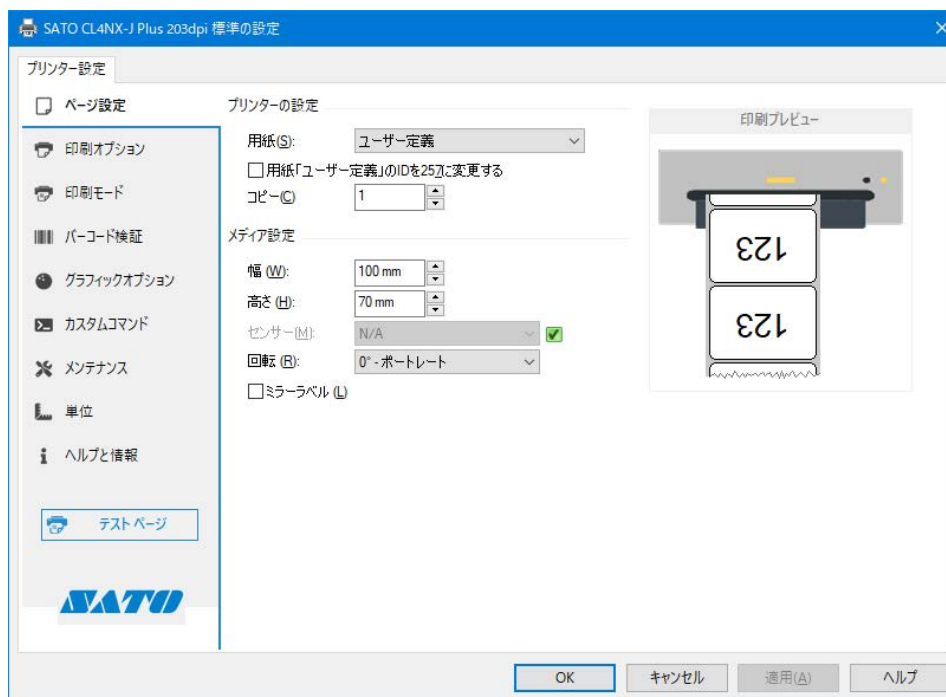 SATO CL4NX-J Plus 203dpi 標準の設定
プリンター設定
ページ設定
印刷オプション
印刷モード
バーコード検証
グラフィックオプション
カスタムコマンド
メンテナンス
単位
ヘルプと情報
テスト ページ
SATO
プリンターの設定
用紙(S): ユーザー定義
用紙「ユーザー定義」のIDを257に変更する
コピー(C) 1
メディア設定
幅 (W): 100 mm
高さ (H): 70 mm
センサー(M): N/A
回転 (R): 0° - ポートレート
ミラーラベル (L)
印刷プレビュー
123
123
OK キャンセル 適用(A) ヘルプ